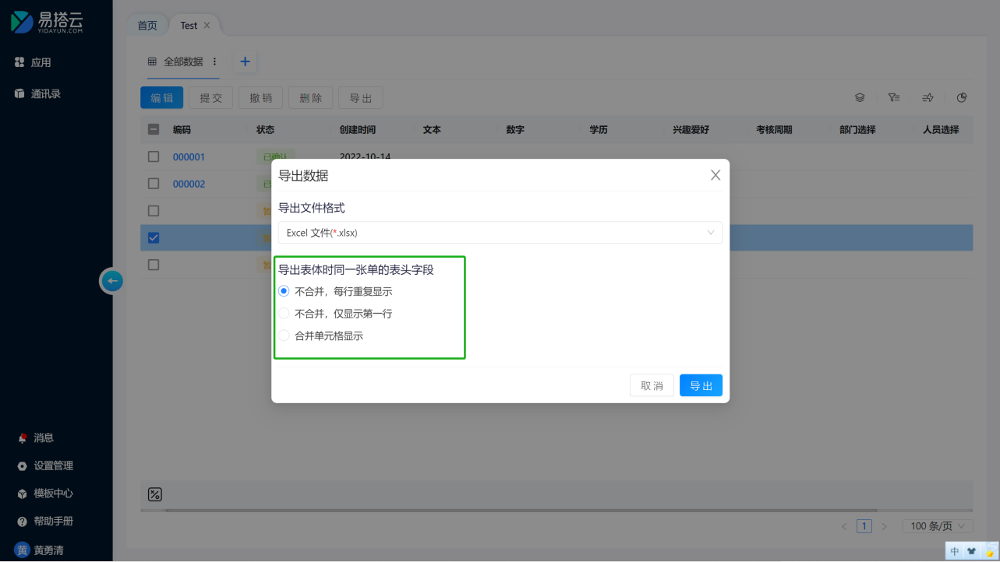 易搭云
YIDAYUN.COM
首页
Test
应用
全部数据
通讯录
编 辑 提 交 撤 销 删 除 导 出
编码 状态 创建时间 文本 数字 学历 兴趣爱好 考核周期 部门选择 人员选择
000001 已确认 2022-10-14
000002 已
暂
暂
暂
导出数据
导出文件格式
Excel 文件(*.xlsx)
导出表体时同一张单的表头字段
不合并，每行重复显示
不合并，仅显示第一行
合并单元格显示
取 消 导 出
消息
设置管理
模板中心
帮助手册
黄 黄勇清
1 100 条/页
中